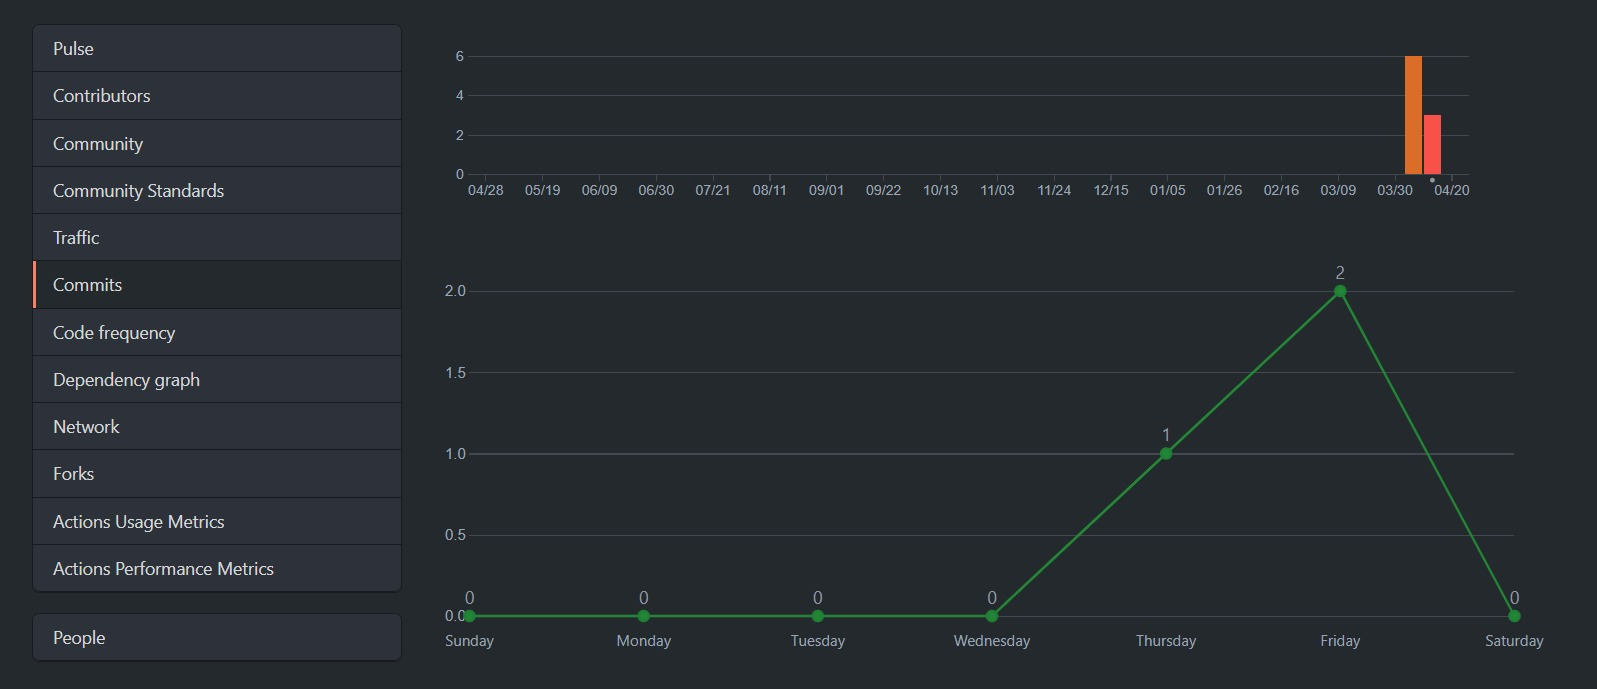 Pulse
Contributors
Community
Community Standards
Traffic
Commits
Code frequency
Dependency graph
Network
Forks
Actions Usage Metrics
Actions Performance Metrics
People
6
4
2
0
04/28 05/19 06/09 06/30 07/21 08/11 09/01 09/22 10/13 11/03 11/24 12/15 01/05 01/26 02/16 03/09 03/30 04/20
2
2.0
1.5
1
1.0
0.5
0 0 0 0 0
0.0
Sunday Monday Tuesday Wednesday Thursday Friday Saturday